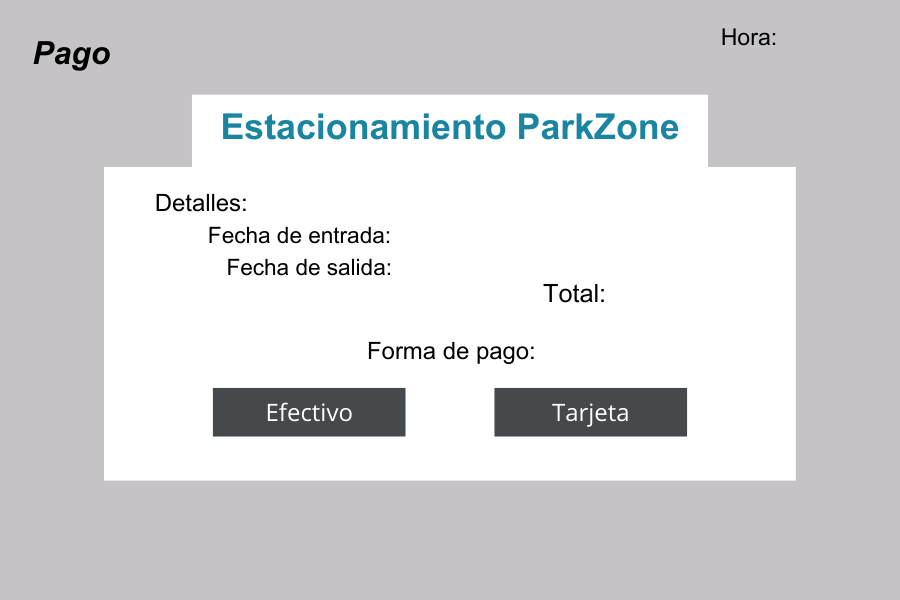 Pago
Hora:
Estacionamiento ParkZone
Detalles:
Fecha de entrada:
Fecha de salida:
Total:
Forma de pago:
Efectivo
Tarjeta